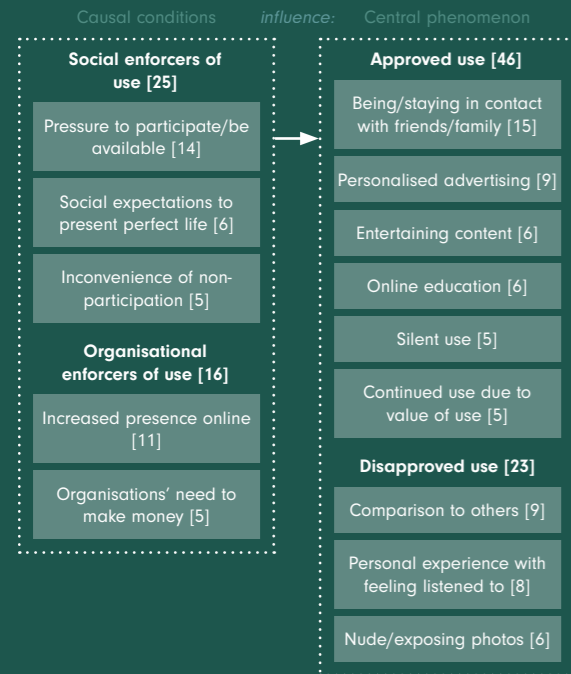 Causal conditions
influence:
Central phenomenon
Social enforcers of
use [25]
Pressure to participate/be
available [14]
Social expectations to
present perfect life [6]
Inconvenience of non-
participation [5]
Organisational
enforcers of use [16]
Increased presence online
[11]
Organisations’ need to
make money [5]
Approved use [46]
Being/staying in contact
with friends/family [15]
Personalised advertising [9]
Entertaining content [6]
Online education [6]
Silent use [5]
Continued use due to
value of use [5]
Disapproved use [23]
Comparison to others [9]
Personal experience with
feeling listened to [8]
Nude/exposing photos [6]